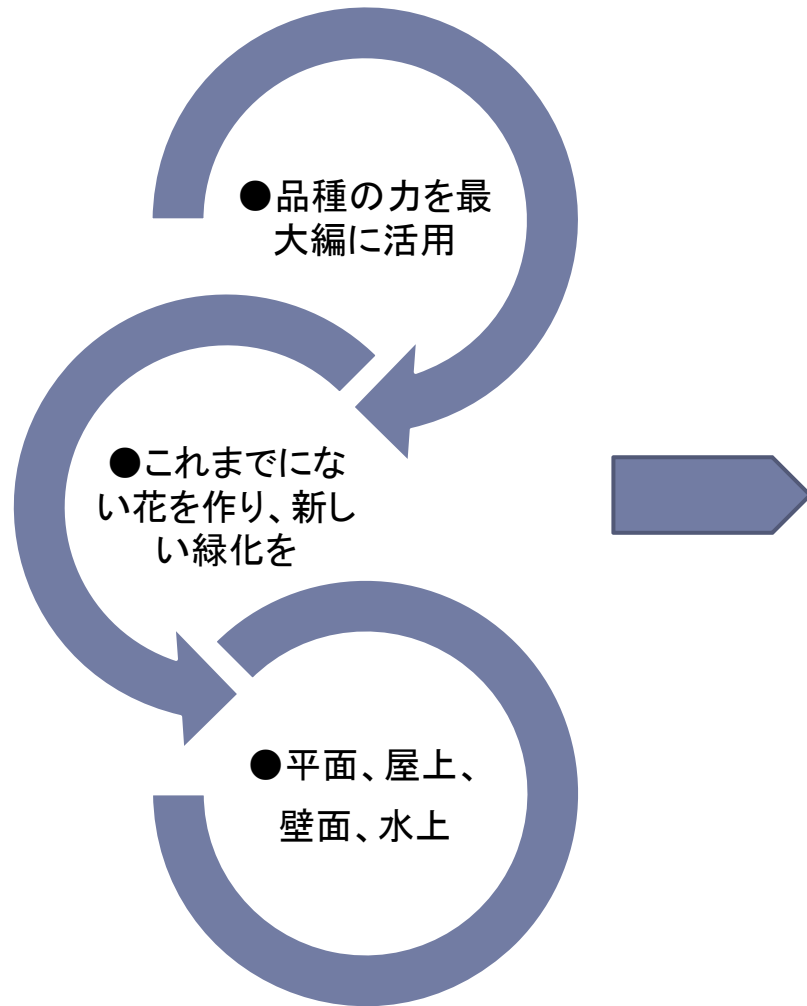 ●品種の力を最
大編に活用
●これまでにな
い花を作り、新し
い緑化を
●平面、屋上、
壁面、水上